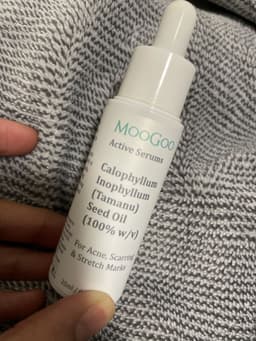 MooGoo
Active Serums
Calophyllum
Inophyllum
(Tamanu)
Seed Oil
(100% w/v)
For Acne, Scarring
& Stretch Marks